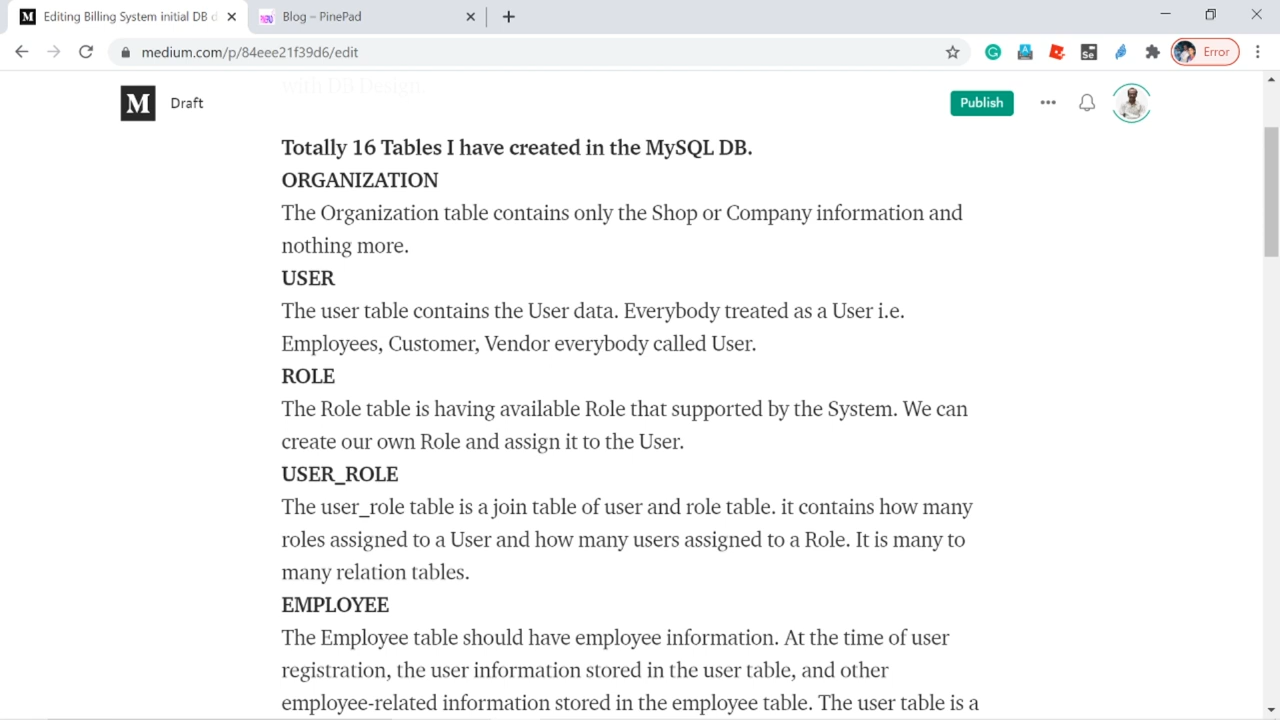 Editing Billing System initial DB d
Blog – PinePad
medium.com/p/84eee21f39d6/edit
Error
with DB Design.
M
Draft
Publish
Totally 16 Tables I have created in the MySQL DB.
ORGANIZATION
The Organization table contains only the Shop or Company information and
nothing more.
USER
The user table contains the User data. Everybody treated as a User i.e.
Employees, Customer, Vendor everybody called User.
ROLE
The Role table is having available Role that supported by the System. We can
create our own Role and assign it to the User.
USER_ROLE
The user_role table is a join table of user and role table. it contains how many
roles assigned to a User and how many users assigned to a Role. It is many to
many relation tables.
EMPLOYEE
The Employee table should have employee information. At the time of user
registration, the user information stored in the user table, and other
employee-related information stored in the employee table. The user table is a